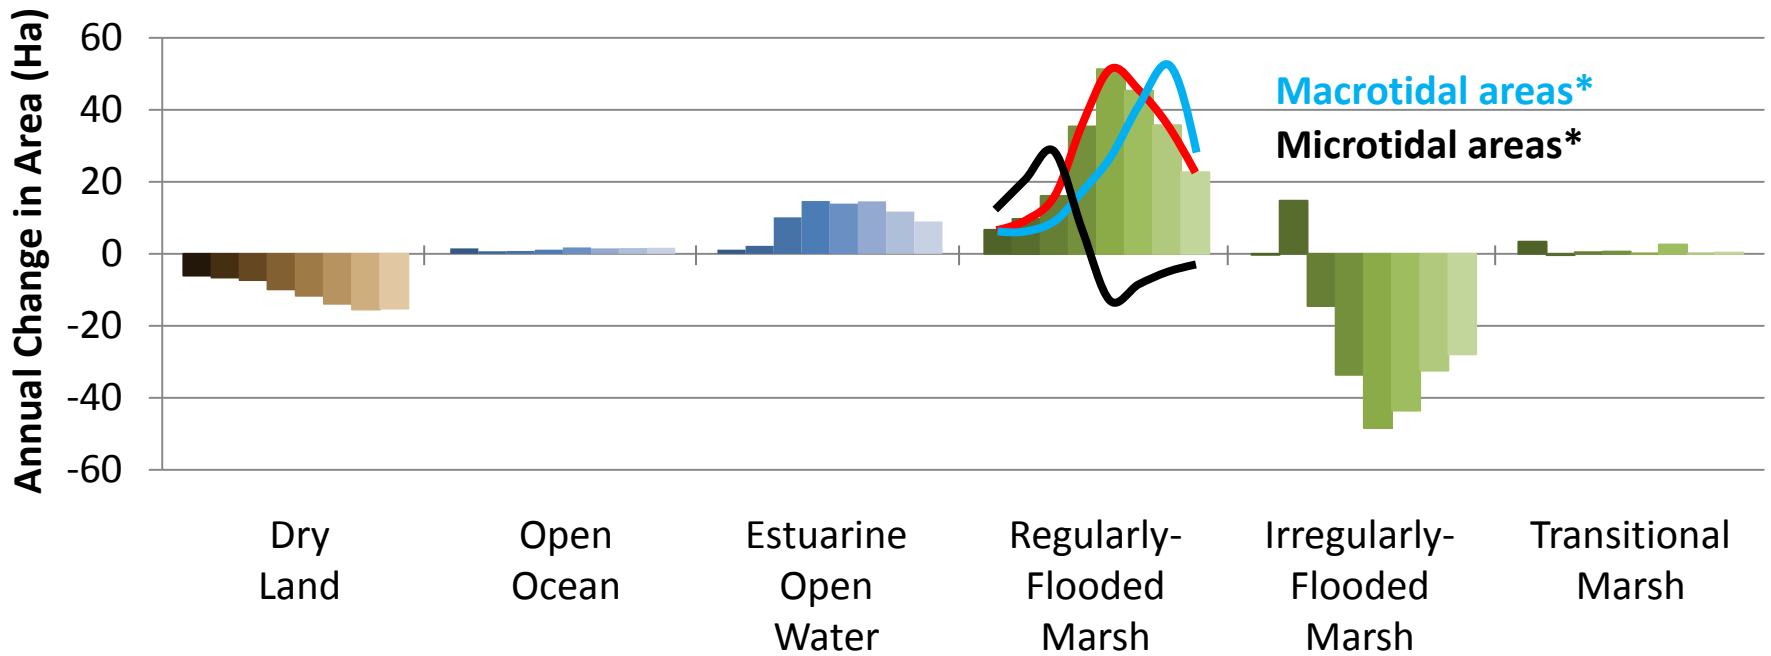 Annual Change in Area (Ha)
60
40
20
0
-20
-40
-60
Macrotidal areas*
Microtidal areas*
Dry
Land
Open
Ocean
Estuarine
Open
Water
Regularly-
Flooded
Marsh
Irregularly-
Flooded
Marsh
Transitional
Marsh